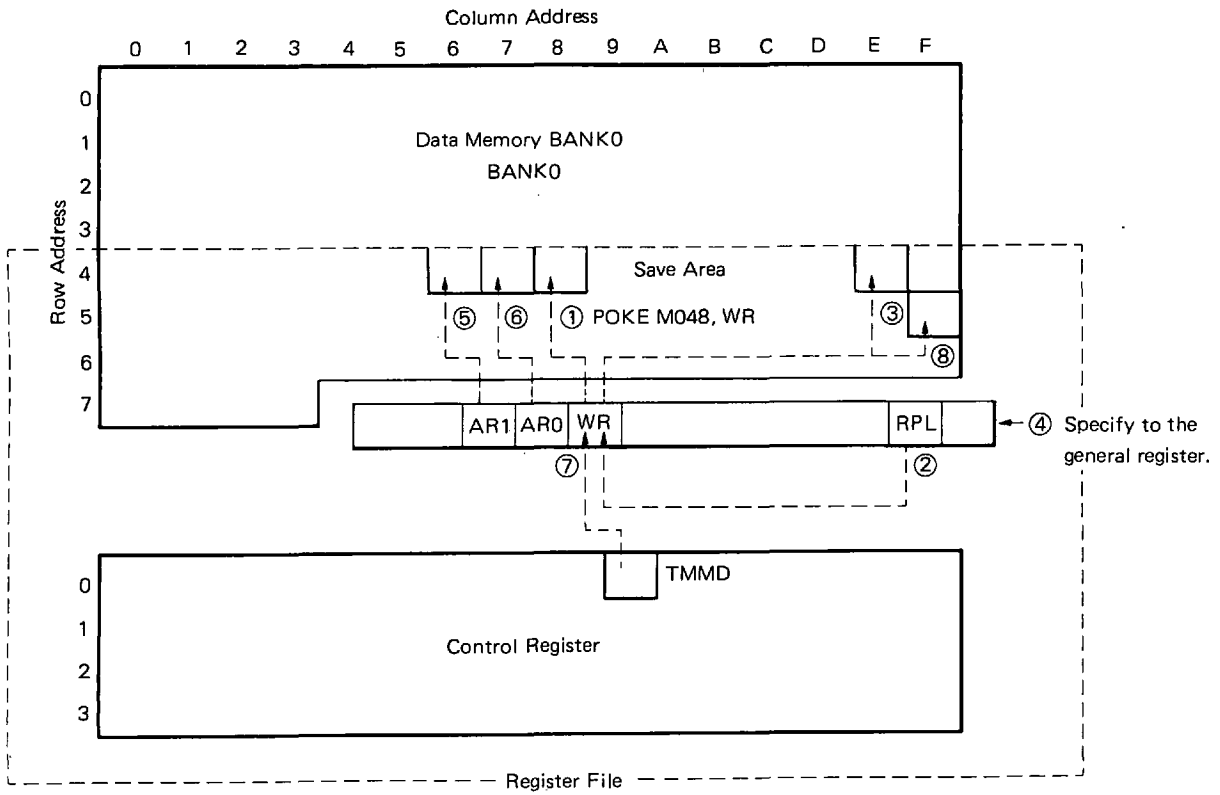 Column Address
0 1 2 3 4 5 6 7 8 9 A B C D E F
Row Address
0
1
2
3
4
5
6
7
Data Memory BANK0
BANK0
Save Area
⑤ ⑥ ① POKE M048, WR ③
⑧
AR1 AR0 WR RPL
④ Specify to the
general register.
⑦ ②
TMMD
0
1
2
3
Control Register
Register File